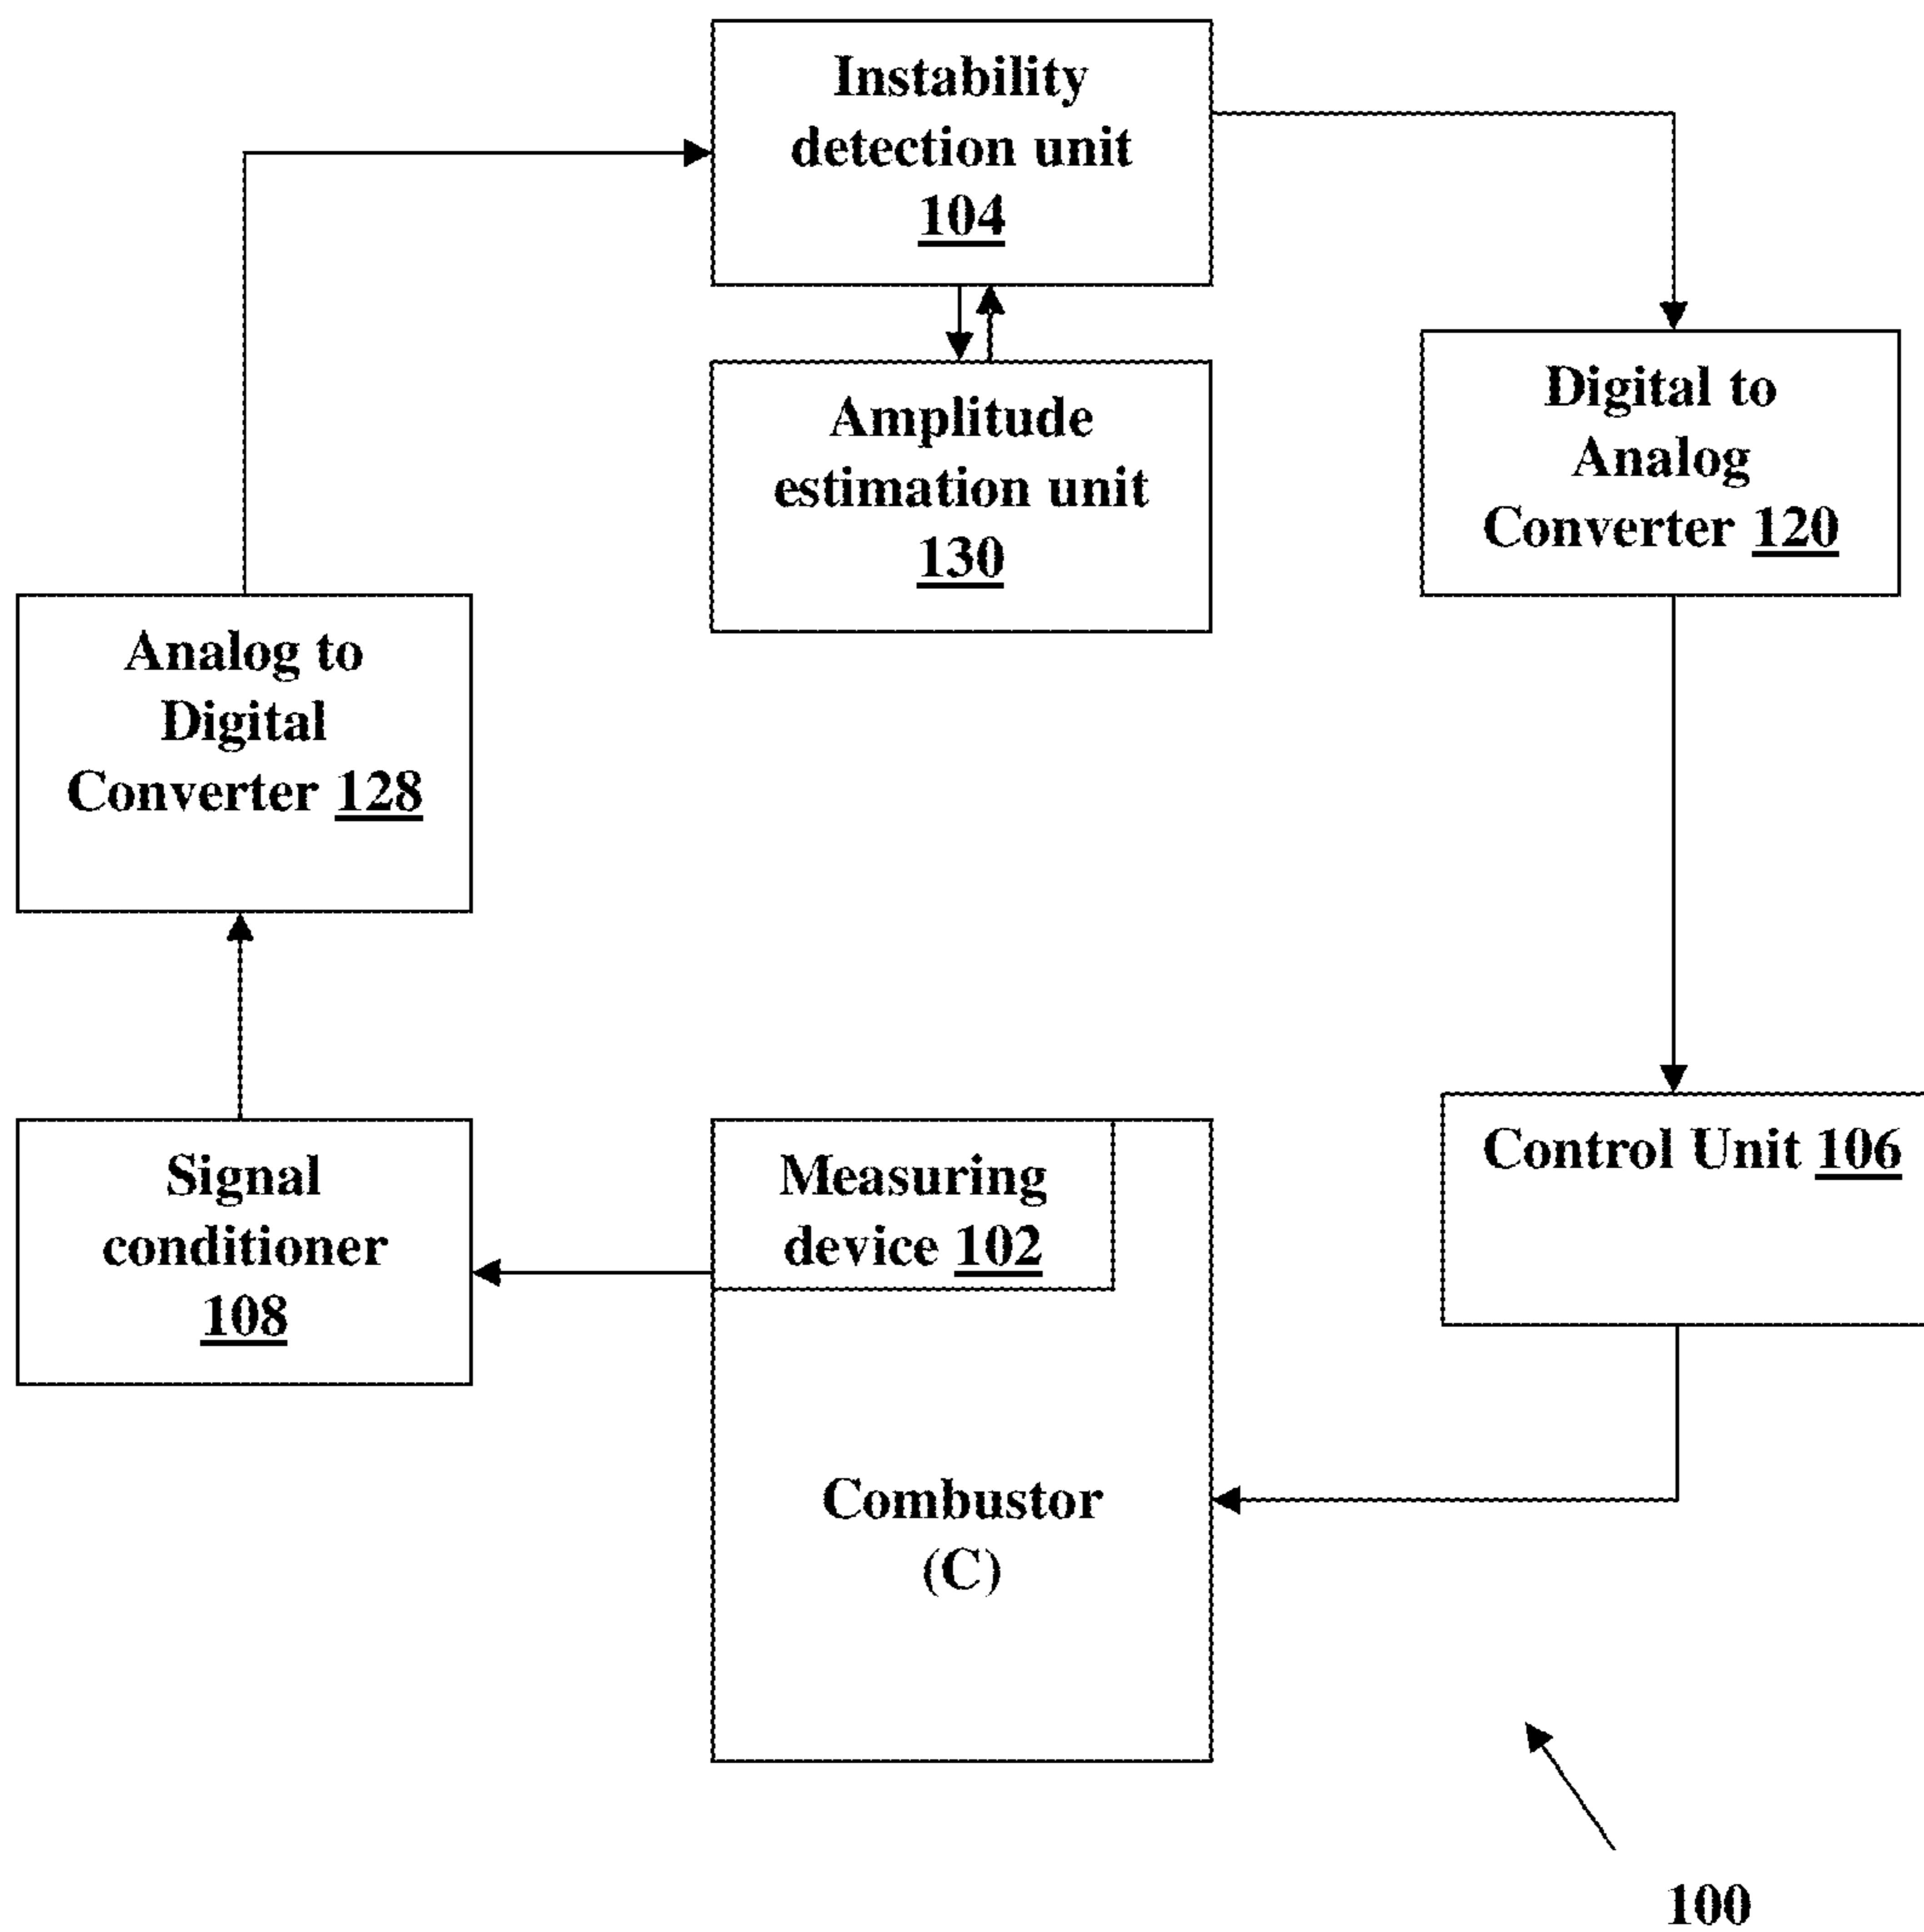 Instability
detection unit
104
Amplitude
estimation unit
130
Digital to
Analog
Converter 120
Analog to
Digital
Converter 128
Signal
conditioner
108
Measuring
device 102
Control Unit 106
Combustor
(C)
100